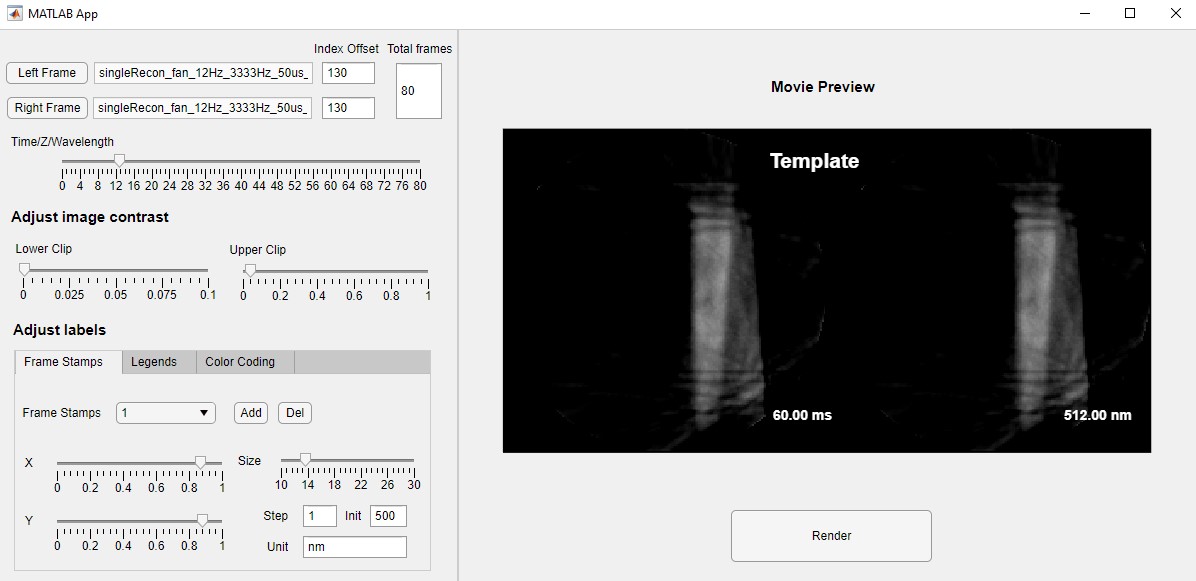 MATLAB App
Index Offset Total frames
Left Frame singleRecon_fan_12Hz_3333Hz_50us_ 130
80
Right Frame singleRecon_fan_12Hz_3333Hz_50us_ 130
Time/Z/Wavelength
0 4 8 12 16 20 24 28 32 36 40 44 48 52 56 60 64 68 72 76 80
Adjust image contrast
Lower Clip Upper Clip
0 0.025 0.05 0.075 0.1 0 0.2 0.4 0.6 0.8 1
Adjust labels
Frame Stamps Legends Color Coding
Frame Stamps 1 Add Del
X Size
0 0.2 0.4 0.6 0.8 1 10 14 18 22 26 30
Step 1 Init 500
Y
0 0.2 0.4 0.6 0.8 1
Unit nm
Movie Preview
Template
60.00 ms 512.00 nm
Render